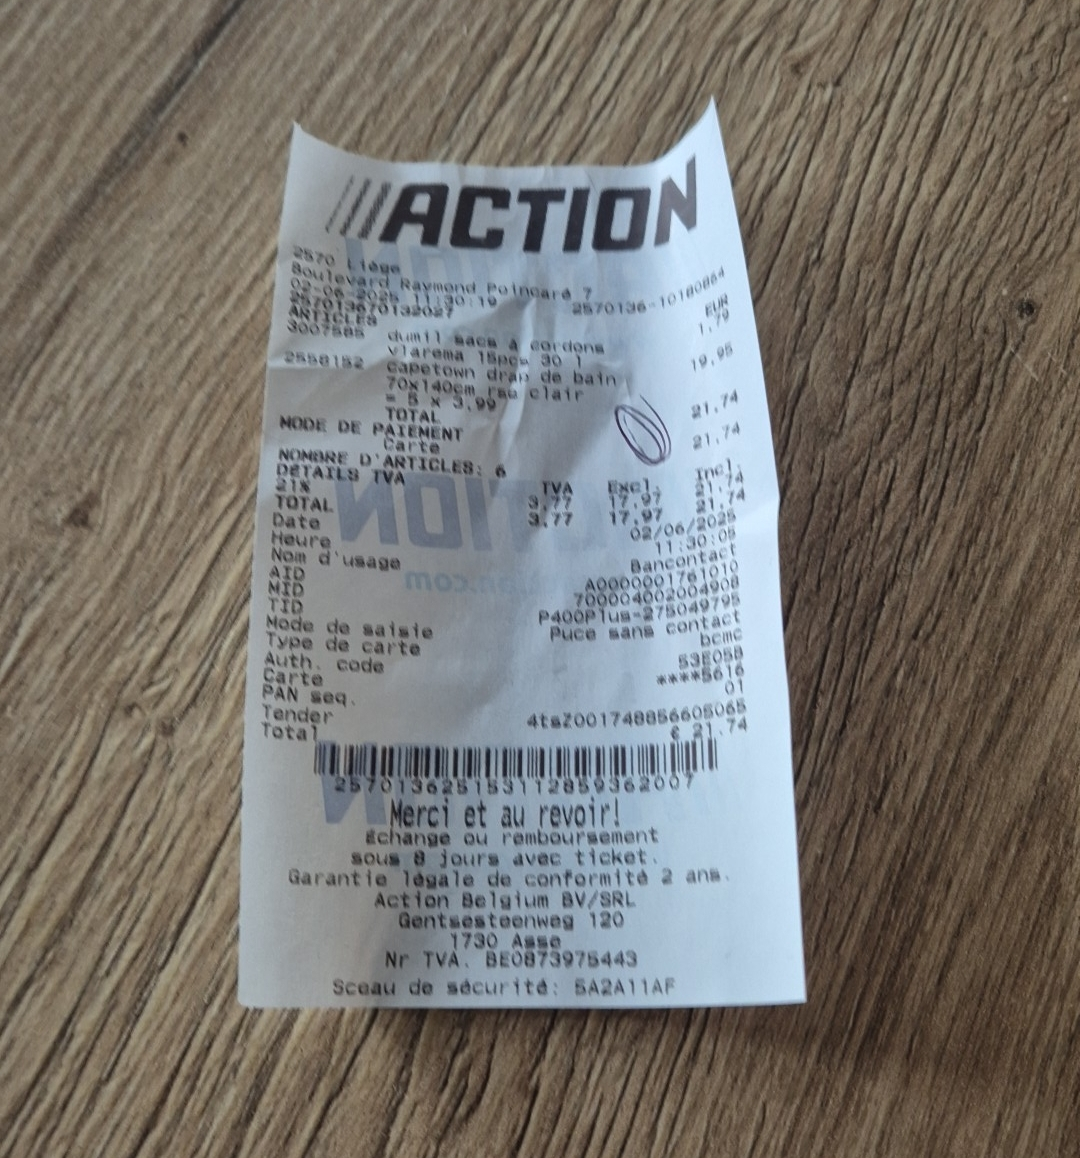 ACTION
2570 Liège
Boulevard Raymond Poincaré 7
02-06-2025 11:30:19 2570136-10180864
257013670132027
ARTICLES EUR
3007585 dumil sacs à cordons 1,79
vlarema 15pcs 30 l
2558152 capetown drap de bain 19,95
70x140cm rse clair
= 5 x 3,99
TOTAL 21,74
MODE DE PAIEMENT
Carte 21,74
NOMBRE D'ARTICLES: 6
DÉTAILS TVA TVA Excl. Incl.
21% 3,77 17,97 21,74
TOTAL 3,77 17,97 21,74
Date 02/06/2025
Heure 11:30:05
Nom d'usage Bancontact
AID A0000001761010
MID 700004002004908
TID P400Plus-275049795
Mode de saisie Puce sans contact
Type de carte bcmc
Auth. code 53E05B
Carte ****5616
PAN seq. 01
Tender 4tsZ001748856605065
Total € 21,74
257013625153112859362007
Merci et au revoir!
Échange ou remboursement
sous 8 jours avec ticket.
Garantie légale de conformité 2 ans.
Action Belgium BV/SRL
Gentsesteenweg 120
1730 Asse
Nr TVA. BE0873975443
Sceau de sécurité: 5A2A11AF